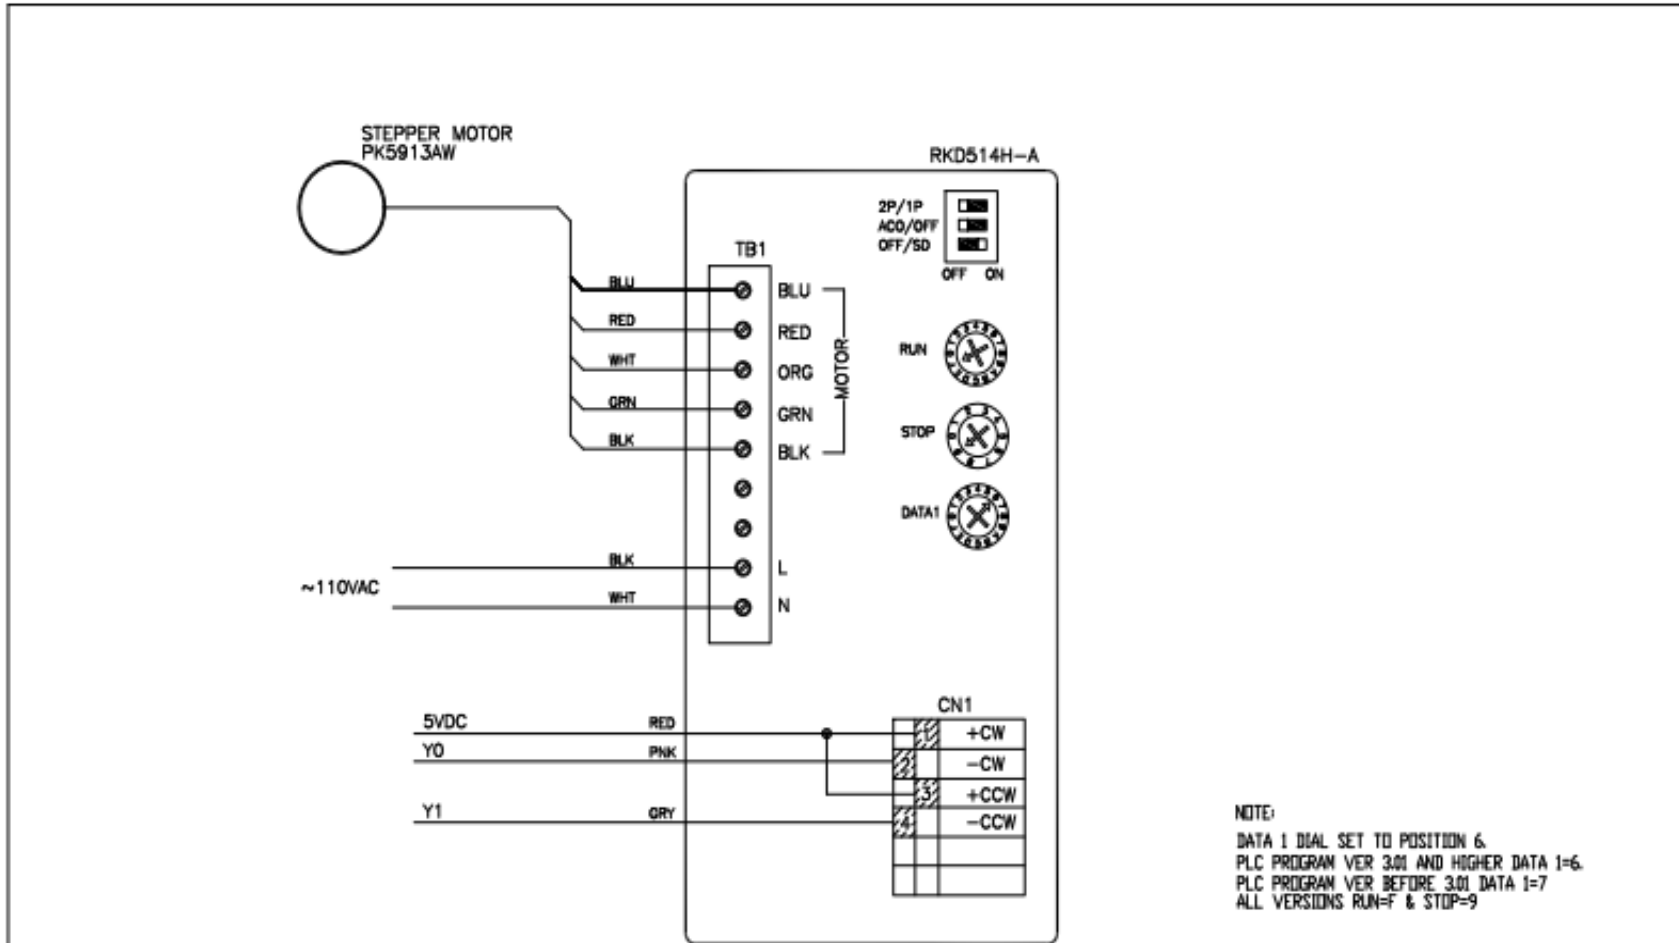 STEPPER MOTOR
PK5913AW
RKD514H-A
2P/1P
ACO/OFF
OFF/SD
OFF ON
TB1
BLU BLU
RED RED
WHT ORG
GRN GRN
BLK BLK
MOTOR
RUN
STOP
DATA1
~110VAC
BLK L
WHT N
CN1
5VDC RED 1 +CW
Y0 PNK 2 -CW
3 +CCW
Y1 GRY 4 -CCW
NOTE:
DATA 1 DIAL SET TO POSITION 6.
PLC PROGRAM VER 3.01 AND HIGHER DATA 1=6.
PLC PROGRAM VER BEFORE 3.01 DATA 1=7
ALL VERSIONS RUN=F & STOP=9